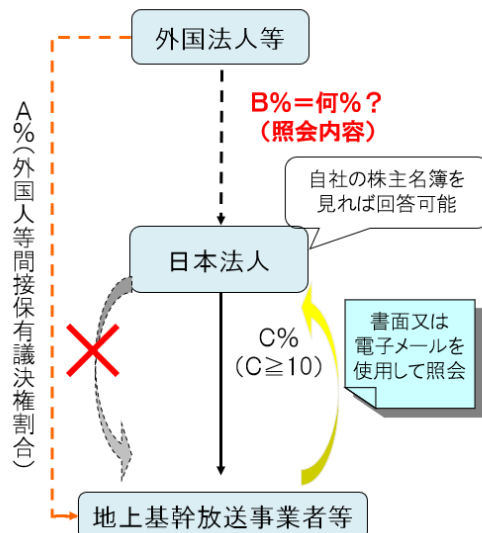 外国法人等
B%=何%？
（照会内容）
A%（外国人等間接保有議決権割合）
自社の株主名簿を
見れば回答可能
日本法人
C%
（C≧10）
書面又は
電子メールを
使用して照会
地上基幹放送事業者等